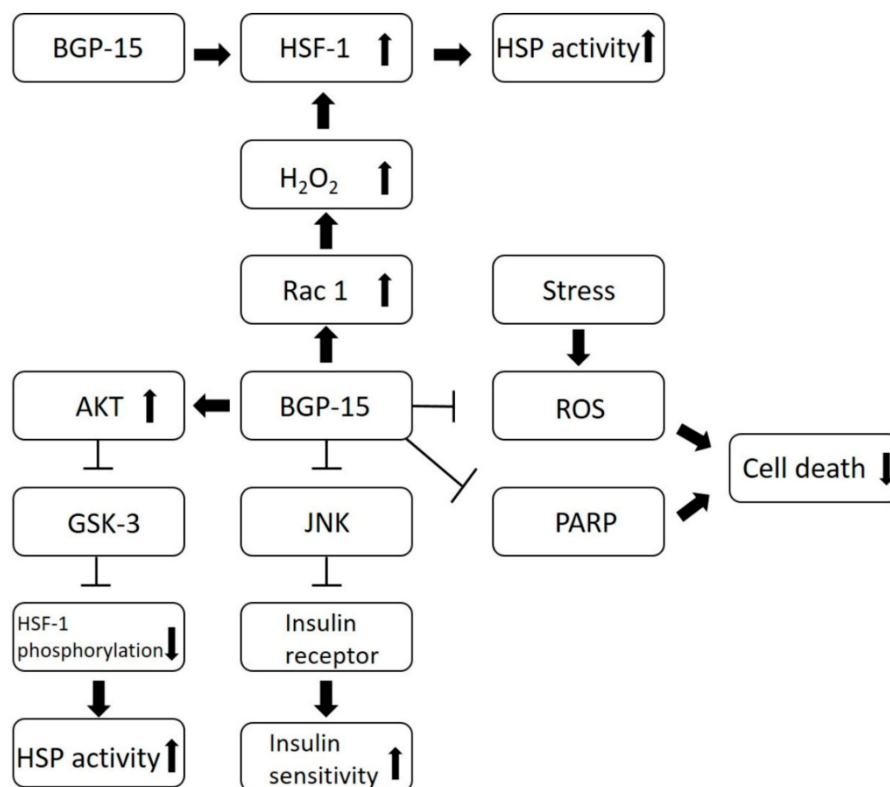 BGP-15
HSF-1
HSP activity
H₂O₂
Rac 1
Stress
AKT
BGP-15
ROS
Cell death
GSK-3
JNK
PARP
HSF-1
phosphorylation
Insulin
receptor
HSP activity
Insulin
sensitivity